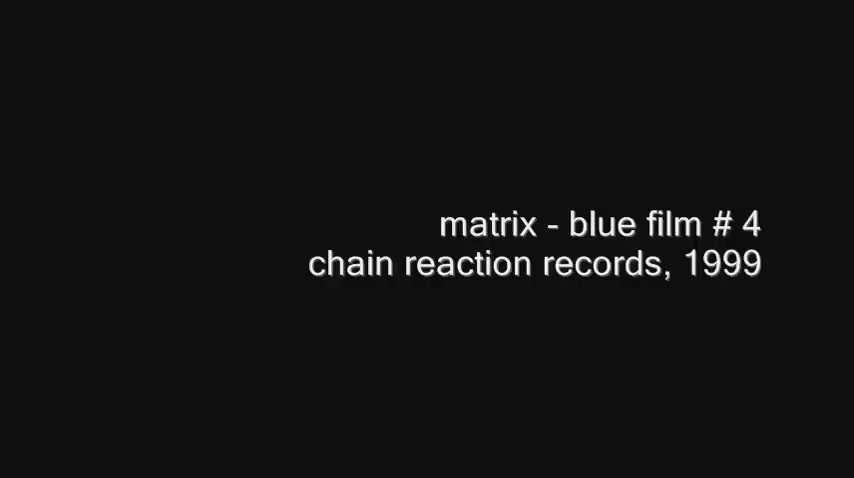 matrix - blue film # 4
chain reaction records, 1999